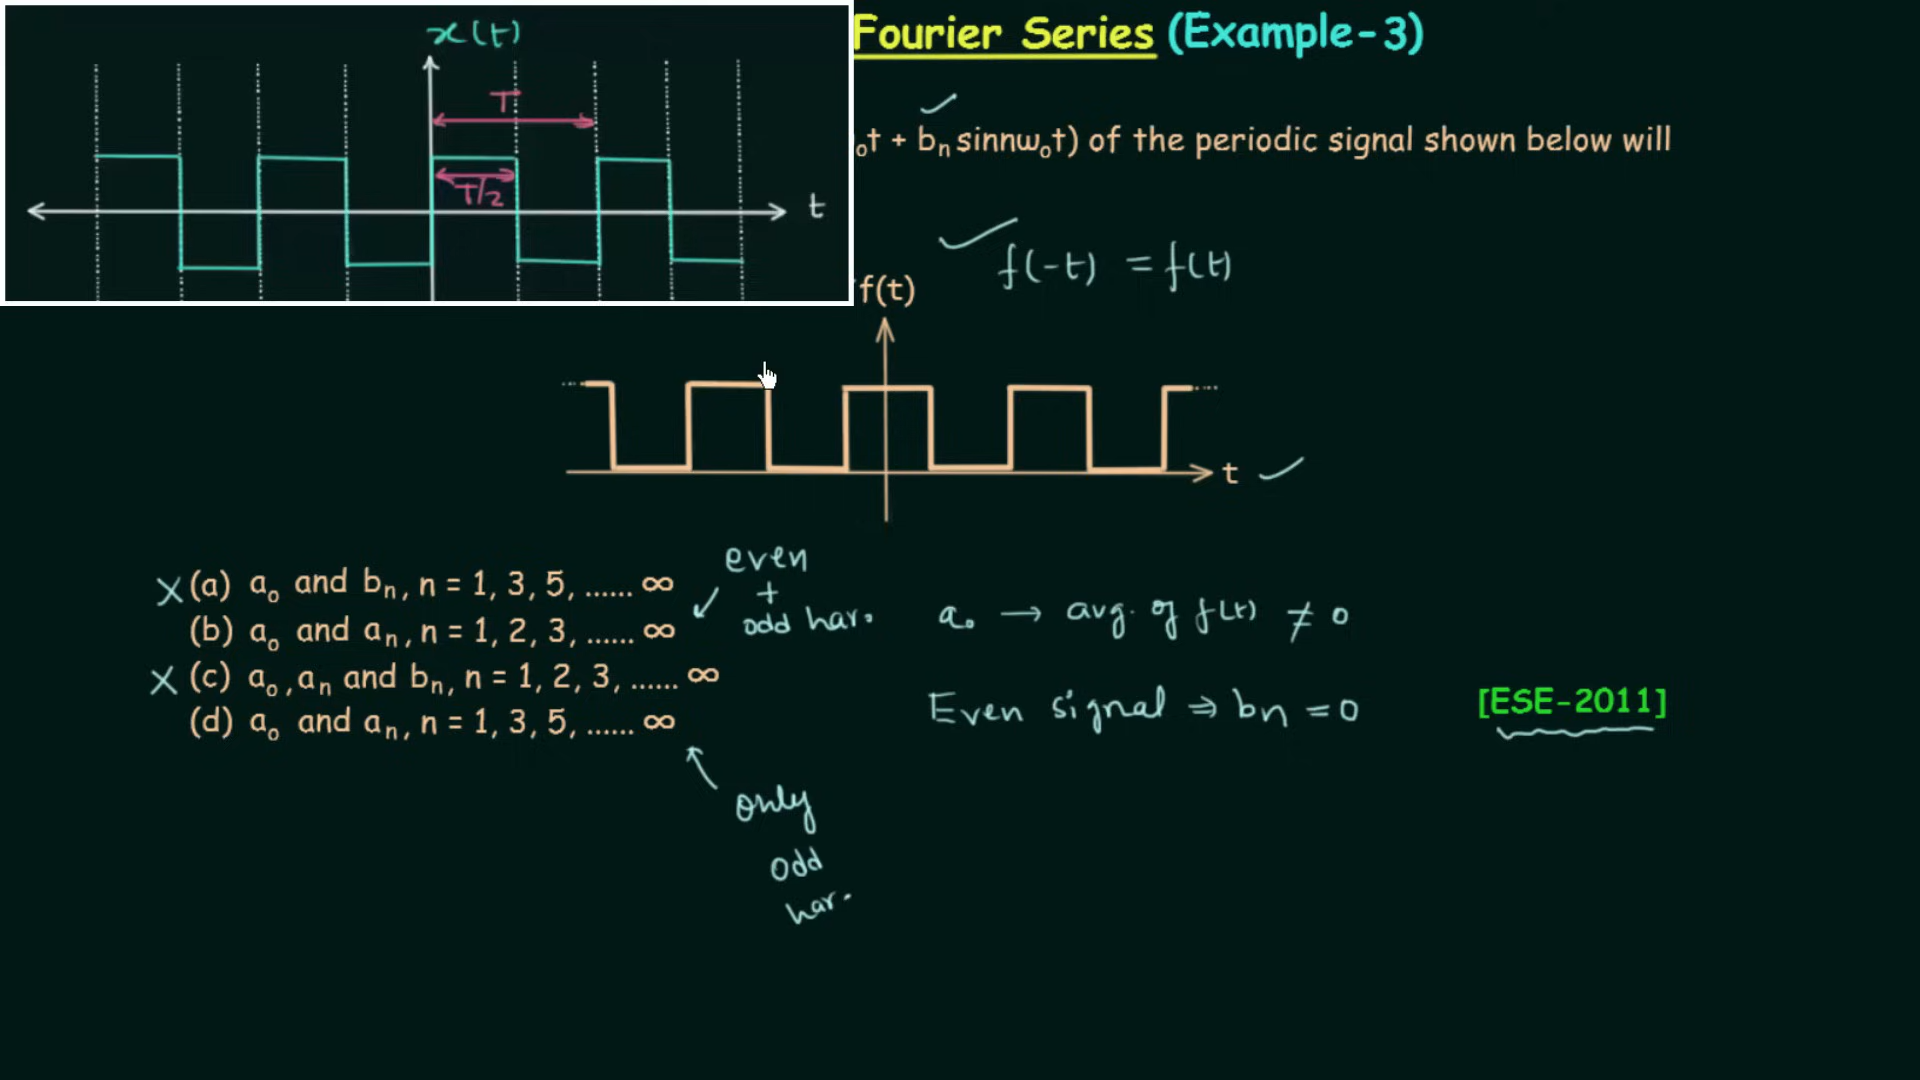 x(t)
T
T/2
t
Fourier Series (Example-3)
ₒt + bₙ sinnωₒt) of the periodic signal shown below will
f(-t) = f(t)
f(t)
t
X (a) aₒ and bₙ, n = 1, 3, 5, ...... ∞
(b) aₒ and aₙ, n = 1, 2, 3, ...... ∞
X (c) aₒ,aₙ and bₙ, n = 1, 2, 3, ...... ∞
(d) aₒ and aₙ, n = 1, 3, 5, ...... ∞
even
+
odd har.
aₒ → avg. of f(t) ≠ 0
Even signal ⇒ bn = 0
[ESE-2011]
only
odd
har.